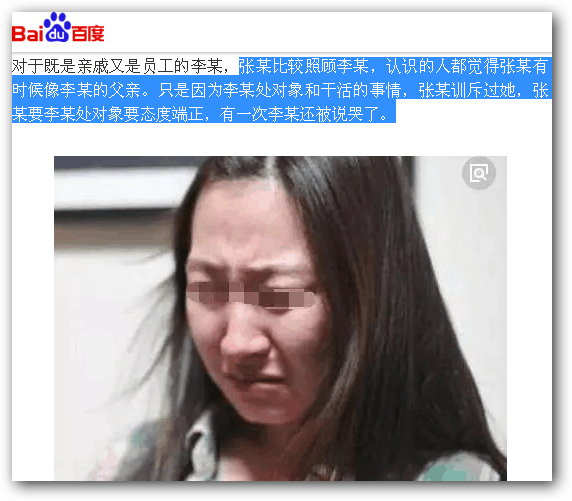 Bai du 百度
对于既是亲戚又是员工的李某，张某比较照顾李某，认识的人都觉得张某有
时候像李某的父亲。只是因为李某处对象和干活的事情，张某训斥过她，张
某要李某处对象要态度端正，有一次李某还被说哭了。